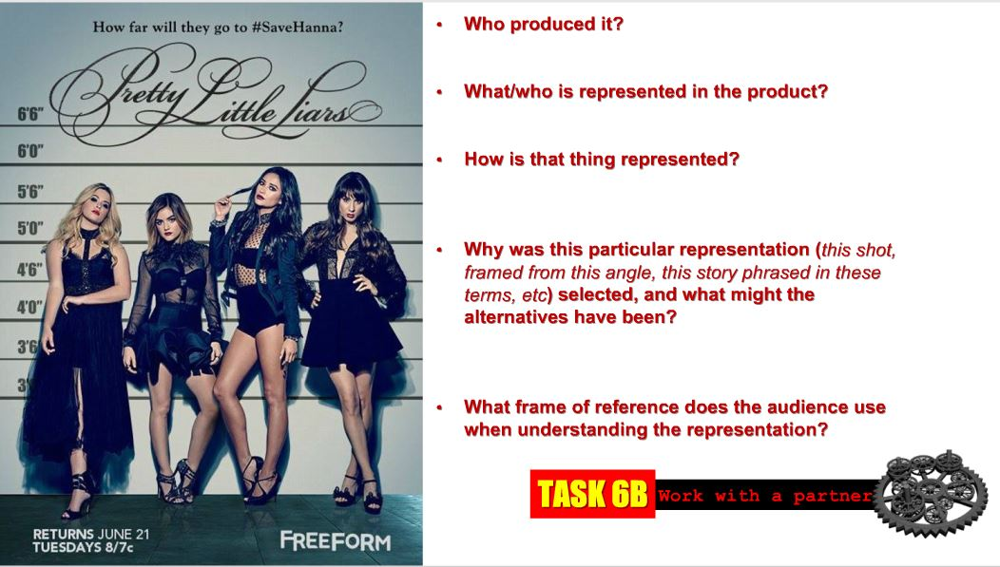 How far will they go to #SaveHanna?
Pretty Little Liars
6'6"
6'0"
5'6"
5'0"
4'6"
4'0"
3'6
3'
RETURNS JUNE 21
TUESDAYS 8/7c
FREEFORM
• Who produced it?
• What/who is represented in the product?
• How is that thing represented?
• Why was this particular representation (this shot,
framed from this angle, this story phrased in these
terms, etc) selected, and what might the
alternatives have been?
• What frame of reference does the audience use
when understanding the representation?
TASK 6B Work with a partner